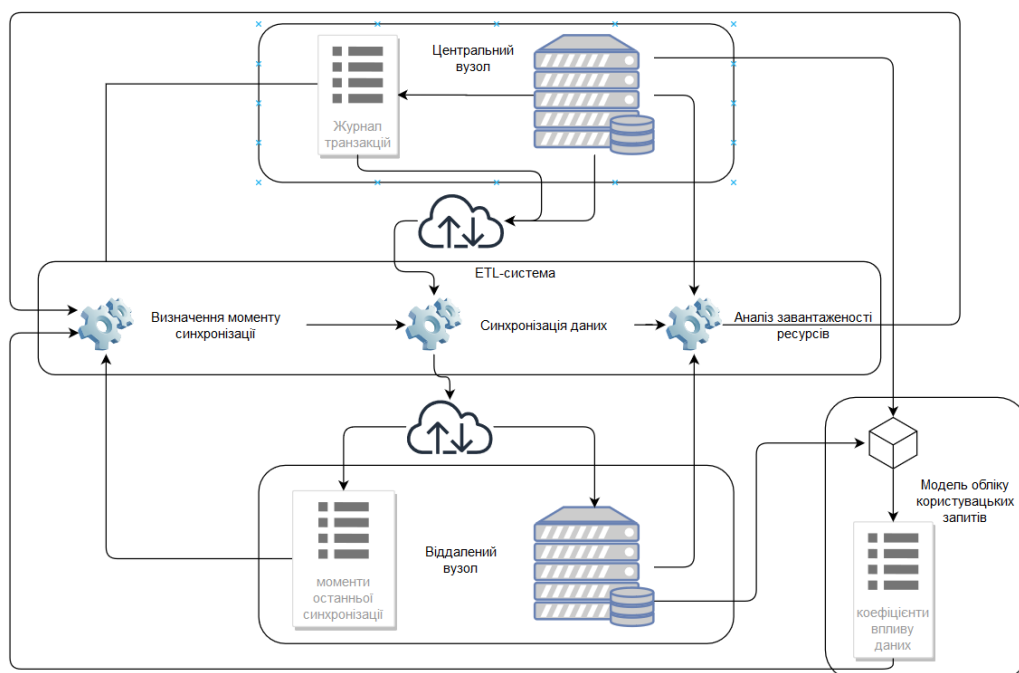 Центральний
вузол
Журнал
транзакцій
ETL-система
Визначення моменту
синхронізації
Синхронізація даних
Аналіз завантаженості
ресурсів
Модель обліку
користувацьких
запитів
Віддалений
вузол
моменти
останньої
синхронізації
коефіцієнти
впливу
даних